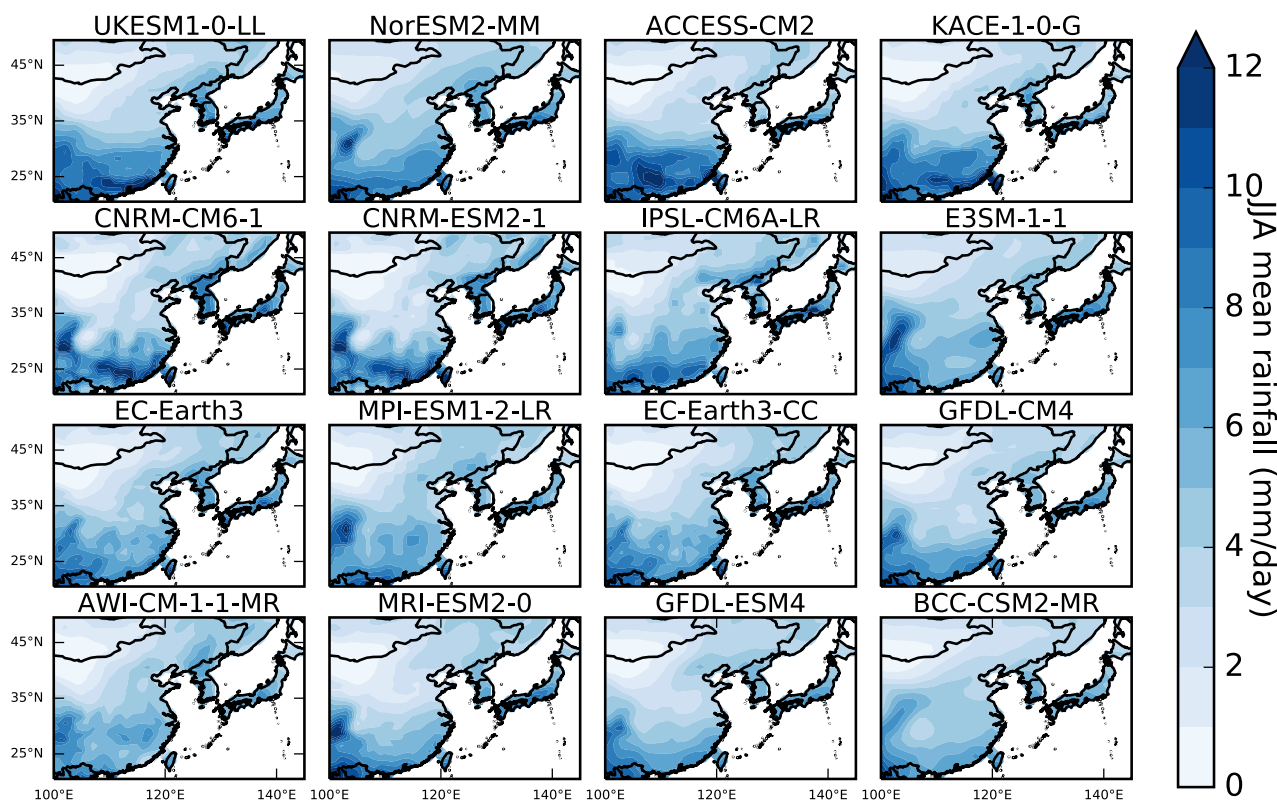 UKESM1-0-LL NorESM2-MM ACCESS-CM2 KACE-1-0-G
45°N
35°N
25°N
CNRM-CM6-1 CNRM-ESM2-1 IPSL-CM6A-LR E3SM-1-1
45°N
35°N
25°N
EC-Earth3 MPI-ESM1-2-LR EC-Earth3-CC GFDL-CM4
45°N
35°N
25°N
AWI-CM-1-1-MR MRI-ESM2-0 GFDL-ESM4 BCC-CSM2-MR
45°N
35°N
25°N
100°E 120°E 140°E 100°E 120°E 140°E 100°E 120°E 140°E 100°E 120°E 140°E
12
10
8
6
4
2
0
JJA mean rainfall (mm/day)